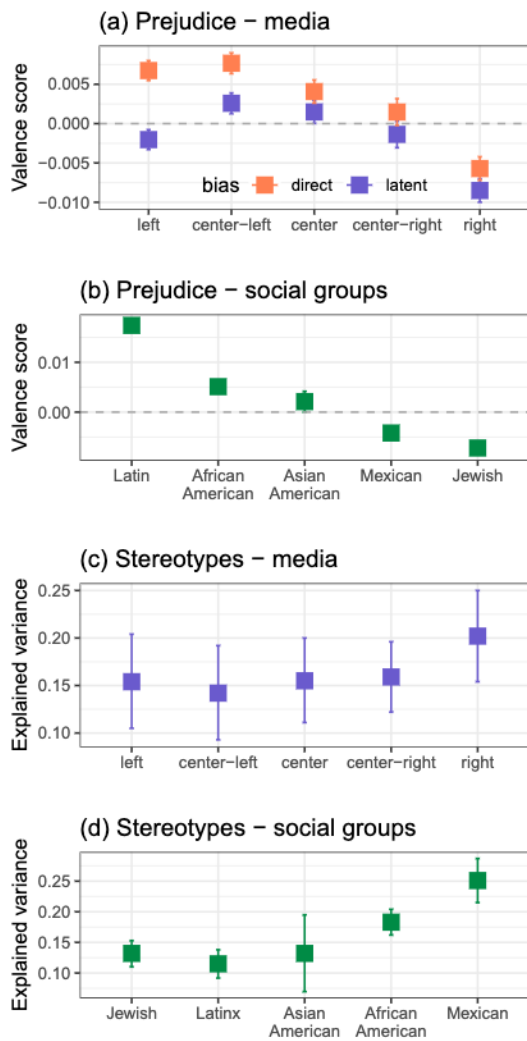 (a) Prejudice − media
Valence score
0.005
0.000
−0.005
−0.010
bias direct latent
left center−left center center−right right
(b) Prejudice − social groups
Valence score
0.01
0.00
Latin African American Asian American Mexican Jewish
(c) Stereotypes − media
Explained variance
0.25
0.20
0.15
0.10
left center−left center center−right right
(d) Stereotypes − social groups
Explained variance
0.25
0.20
0.15
0.10
Jewish Latinx Asian American African American Mexican